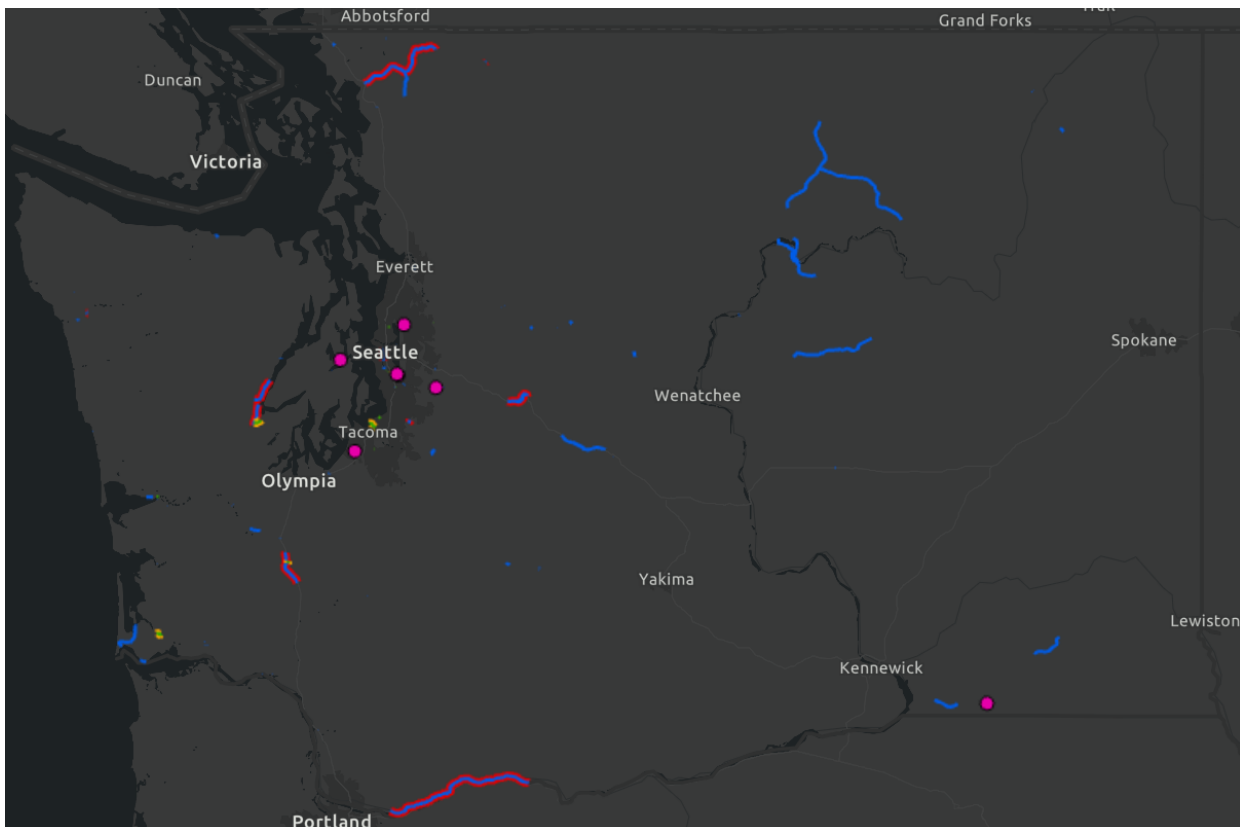 Abbotsford
Grand Forks
Duncan
Victoria
Everett
Seattle
Spokane
Wenatchee
Tacoma
Olympia
Yakima
Lewiston
Kennewick
Portland